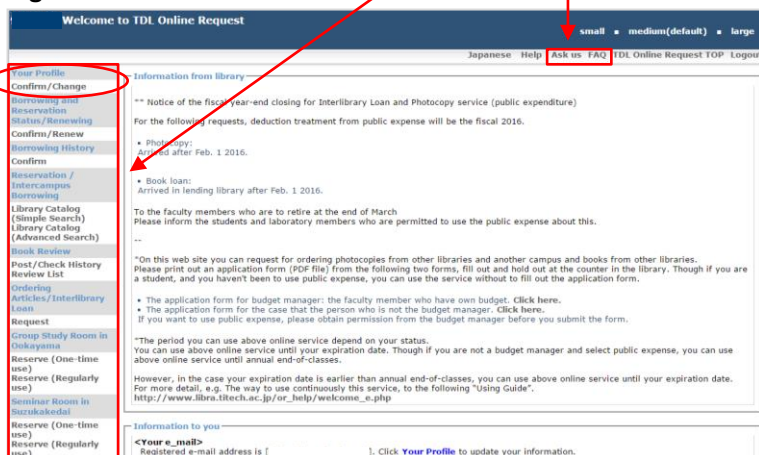 Welcome to TDL Online Request
small ▪ medium(default) ▪ large
Japanese Help Ask us FAQ TDL Online Request TOP Logout
Your Profile
Confirm/Change
Borrowing and
Reservation
Status/Renewing
Confirm/Renew
Borrowing History
Confirm
Reservation /
Intercampus
Borrowing
Library Catalog
(Simple Search)
Library Catalog
(Advanced Search)
Book Review
Post/Check History
Review List
Ordering
Articles/Interlibrary
Loan
Request
Group Study Room in
Ookayama
Reserve (One-time
use)
Reserve (Regularly
use)
Seminar Room in
Suzukakedai
Reserve (One-time
use)
Reserve (Regularly
use)
Information from library
** Notice of the fiscal year-end closing for Interlibrary Loan and Photocopy service (public expenditure)
For the following requests, deduction treatment from public expense will be the fiscal 2016.
• Photocopy:
Arrived after Feb. 1 2016.
• Book loan:
Arrived in lending library after Feb. 1 2016.
To the faculty members who are to retire at the end of March
Please inform the students and laboratory members who are permitted to use the public expense about this.
--
*On this web site you can request for ordering photocopies from other libraries and another campus and books from other libraries.
Please print out an application form (PDF file) from the following two forms, fill out and hold out at the counter in the library. Though if you are
a student, and you haven't been to use public expense, you can use the service without to fill out the application form.
• The application form for budget manager: the faculty member who have own budget. Click here.
• The application form for the case that the person who is not the budget manager. Click here.
If you want to use public expense, please obtain permission from the budget manager before you submit the form.
*The period you can use above online service depend on your status.
You can use above online service until your expiration date. Though if you are not a budget manager and select public expense, you can use
above online service until annual end-of-classes.
However, in the case your expiration date is earlier than annual end-of-classes, you can use above online service until your expiration date.
For more detail, e.g. The way to use continuously this service, to the following "Using Guide".
http://www.libra.titech.ac.jp/or_help/welcome_e.php
Information to you
<Your e_mail>
Registered e-mail address is [ ]. Click Your Profile to update your information.